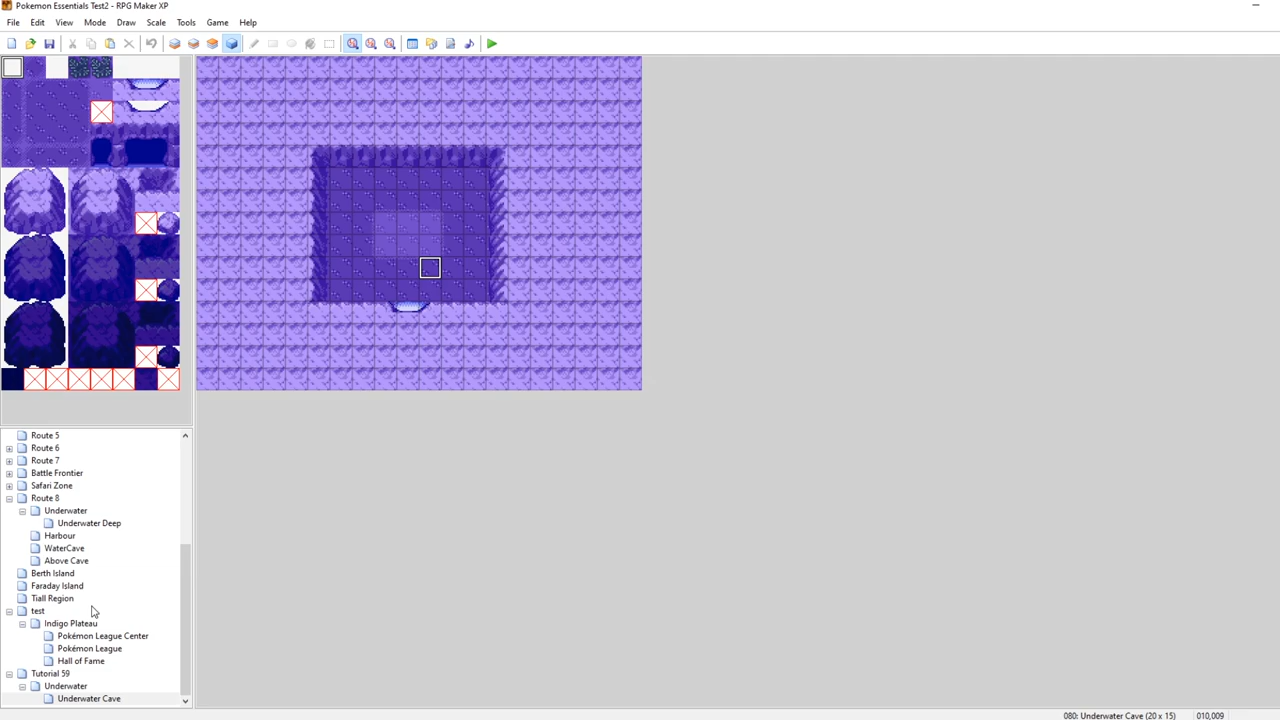 Pokemon Essentials Test2 - RPG Maker XP
File Edit View Mode Draw Scale Tools Game Help
Route 5
Route 6
Route 7
Battle Frontier
Safari Zone
Route 8
Underwater
Underwater Deep
Harbour
WaterCave
Above Cave
Berth Island
Faraday Island
Tiall Region
test
Indigo Plateau
Pokémon League Center
Pokémon League
Hall of Fame
Tutorial 59
Underwater
Underwater Cave
080: Underwater Cave (20 x 15) 010,009